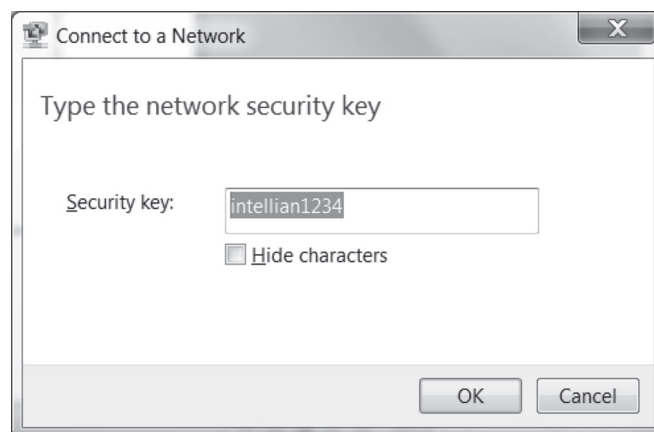 Connect to a Network
X
Type the network security key
Security key:
intellian1234
Hide characters
OK
Cancel